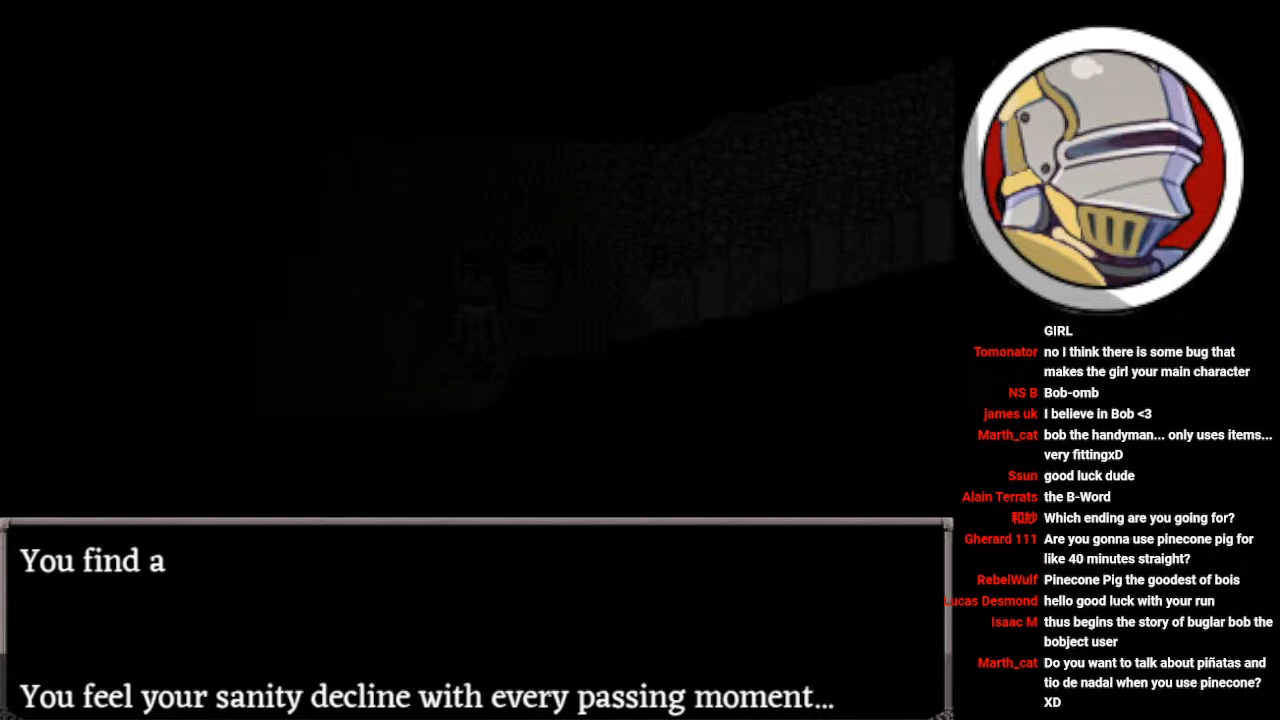 You find a
You feel your sanity decline with every passing moment...
GIRL
Tomonator no I think there is some bug that
makes the girl your main character
NS B Bob-omb
james uk I believe in Bob <3
Marth_cat bob the handyman... only uses items...
very fittingxD
Ssun good luck dude
Alain Terrats the B-Word
和妙 Which ending are you going for?
Gherard 111 Are you gonna use pinecone pig for
like 40 minutes straight?
RebelWulf Pinecone Pig the goodest of bois
Lucas Desmond hello good luck with your run
Isaac M thus begins the story of buglar bob the
bobject user
Marth_cat Do you want to talk about piñatas and
tio de nadal when you use pinecone?
XD